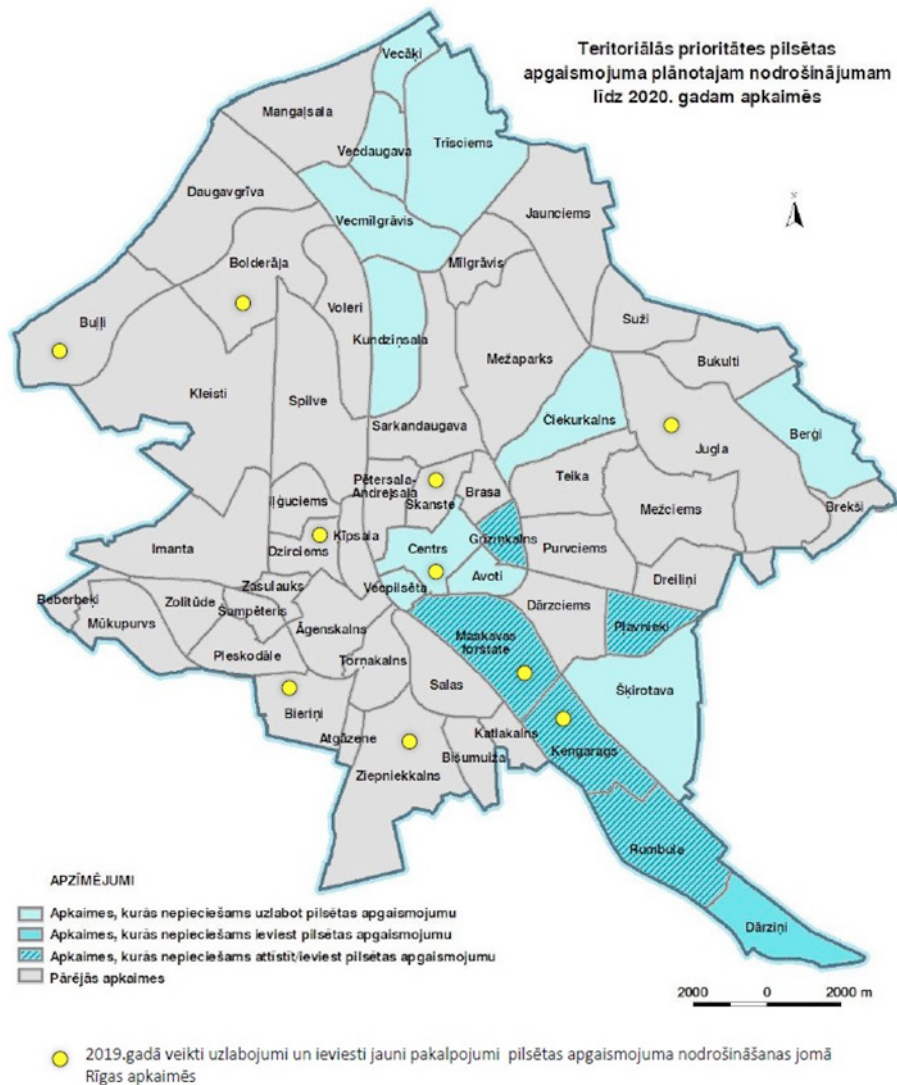 Teritoriālās prioritātes pilsētas
apgaismojuma plānotajam nodrošinājumam
līdz 2020. gadam apkaimēs
Vecāķi
Mangaļsala
Vecdaugava
Trīsciems
Daugavgrīva
Vecmīlgrāvis
Jaunciems
Bolderāja
Mīlgrāvis
Voleri
Buļļi
Suži
Kundziņsala
Bukulti
Mežaparks
Kleisti
Spilve
Čiekurkalns
Sarkandaugava
Berģi
Jugla
Pētersala-
Andrejsala
Teika
Brasa
Skanste
Iļģuciems
Mežciems
Brekši
Ķīpsala
Grīziņkalns
Imanta
Dzirciems
Centrs
Purvciems
Avoti
Dreiliņi
Zasulauks
Vecpilsēta
Beberbeķi
Zolitūde
Šampēteris
Dārzciems
Mūkupurvs
Pļavnieki
Āgenskalns
Maskavas
forštate
Pleskodāle
Torņakalns
Salas
Šķirotava
Bieriņi
Katlakalns
Atgāzene
Ķengarags
Bišumuiža
Ziepniekkalns
Rumbula
Dārziņi
APZĪMĒJUMI
Apkaimes, kurās nepieciešams uzlabot pilsētas apgaismojumu
Apkaimes, kurās nepieciešams ieviest pilsētas apgaismojumu
Apkaimes, kurās nepieciešams attīstīt/ieviest pilsētas apgaismojumu
Pārējās apkaimes
2000 0 2000 m
2019.gadā veikti uzlabojumi un ieviesti jauni pakalpojumi pilsētas apgaismojuma nodrošināšanas jomā
Rīgas apkaimēs